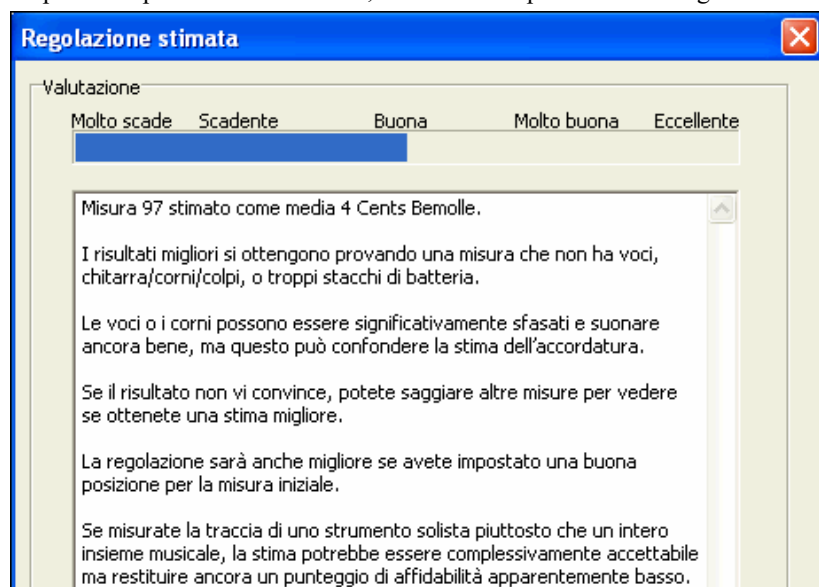 Regolazione stimata
Valutazione
Molto scade Scadente Buona Molto buona Eccellente
Misura 97 stimato come media 4 Cents Bemolle.
I risultati migliori si ottengono provando una misura che non ha voci,
chitarra/corni/colpi, o troppi stacchi di batteria.
Le voci o i corni possono essere significativamente sfasati e suonare
ancora bene, ma questo può confondere la stima dell'accordatura.
Se il risultato non vi convince, potete saggiare altre misure per vedere
se ottenete una stima migliore.
La regolazione sarà anche migliore se avete impostato una buona
posizione per la misura iniziale.
Se misurate la traccia di uno strumento solista piuttosto che un intero
insieme musicale, la stima potrebbe essere complessivamente accettabile
ma restituire ancora un punteggio di affidabilità apparentemente basso.